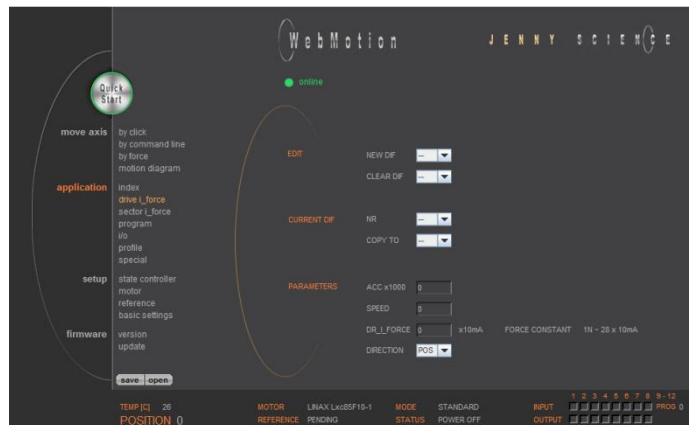 WebMotion
JENNY SCIENCE
online
Quick Start
move axis
by click
by command line
by force
motion diagram
application
index
drive i_force
sector i_force
program
i/o
profile
special
setup
state controller
motor
reference
basic settings
firmware
version
update
save open
EDIT
NEW DIF --
CLEAR DIF --
CURRENT DIF
NR --
COPY TO --
PARAMETERS
ACC x1000 0
SPEED 0
DR_I_FORCE 0 x10mA FORCE CONSTANT 1N ~ 28 x 10mA
DIRECTION POS
1 2 3 4 5 6 7 8 9-12
TEMP [C] 26 MOTOR LINAX Lxc85F10-1 MODE STANDARD INPUT PROG 0
POSITION 0 REFERENCE PENDING STATUS POWER OFF OUTPUT